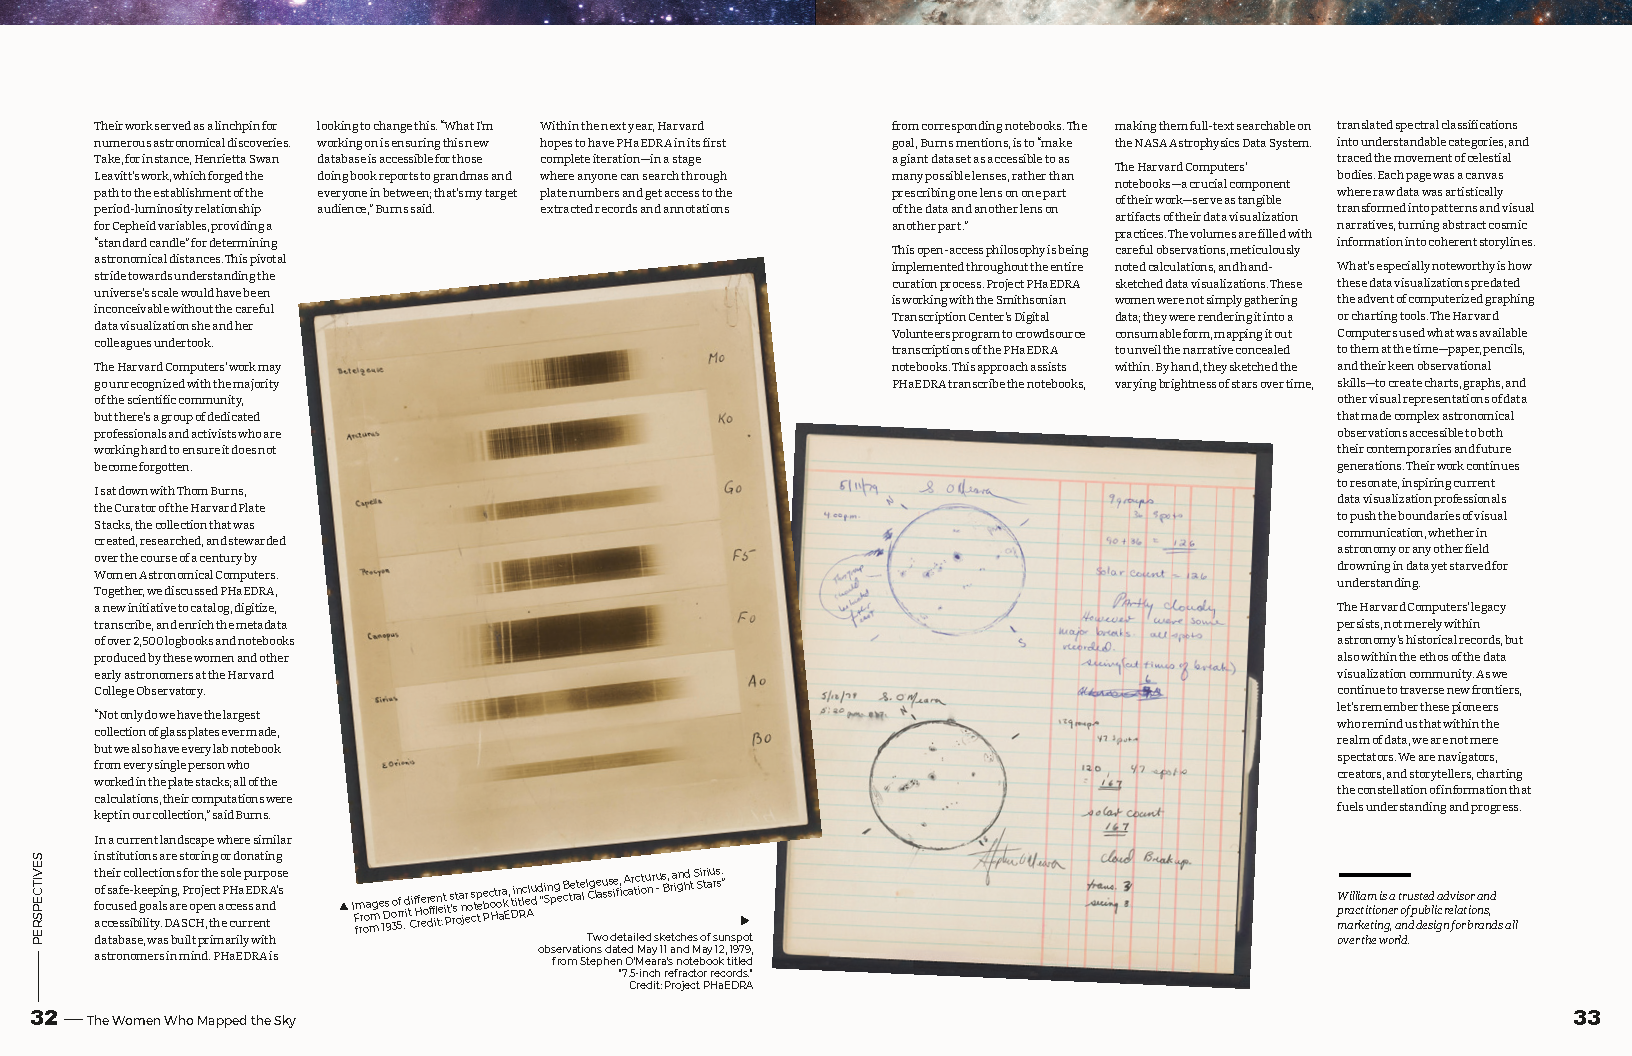 Their work served as a linchpin for
numerous astronomical discoveries.
Take, for instance, Henrietta Swan
Leavitt's work, which forged the
path to the establishment of the
period-luminosity relationship
for Cepheid variables, providing a
“standard candle” for determining
astronomical distances. This pivotal
stride towards understanding the
universe's scale would have been
inconceivable without the careful
data visualization she and her
colleagues undertook.
The Harvard Computers' work may
go unrecognized with the majority
of the scientific community,
but there's a group of dedicated
professionals and activists who are
working hard to ensure it does not
become forgotten.
I sat down with Thom Burns,
the Curator of the Harvard Plate
Stacks, the collection that was
created, researched, and stewarded
over the course of a century by
Women Astronomical Computers.
Together, we discussed PHaEDRA,
a new initiative to catalog, digitize,
transcribe, and enrich the metadata
of over 2,500 logbooks and notebooks
produced by these women and other
early astronomers at the Harvard
College Observatory.
“Not only do we have the largest
collection of glass plates ever made,
but we also have every lab notebook
from every single person who
worked in the plate stacks; all of the
calculations, their computations were
kept in our collection,” said Burns.
In a current landscape where similar
institutions are storing or donating
their collections for the sole purpose
of safe-keeping, Project PHaEDRA's
focused goals are open access and
accessibility. DASCH, the current
database, was built primarily with
astronomers in mind. PHaEDRA is
looking to change this. “What I'm
working on is ensuring this new
database is accessible for those
doing book reports to grandmas and
everyone in between; that's my target
audience,” Burns said.
Within the next year, Harvard
hopes to have PHaEDRA in its first
complete iteration—in a stage
where anyone can search through
plate numbers and get access to the
extracted records and annotations
Betelgeuse
M0
Arcturus
K0
Capella
G0
Procyon
F5
Canopus
F0
Sirius
A0
E Orionis
B0
▲ Images of different star spectra, including Betelgeuse, Arcturus, and Sirius.
From Dorrit Hoffleit's notebook titled “Spectral Classification - Bright Stars”
from 1935. Credit: Project PHaEDRA
▶
Two detailed sketches of sunspot
observations dated May 11 and May 12, 1979,
from Stephen O'Meara's notebook titled
"7.5-inch refractor records."
Credit: Project PHaEDRA
PERSPECTIVES
32 — The Women Who Mapped the Sky
from corresponding notebooks. The
goal, Burns mentions, is to “make
a giant dataset as accessible to as
many possible lenses, rather than
prescribing one lens on one part
of the data and another lens on
another part.”
This open-access philosophy is being
implemented throughout the entire
curation process. Project PHaEDRA
is working with the Smithsonian
Transcription Center's Digital
Volunteers program to crowdsource
transcriptions of the PHaEDRA
notebooks. This approach assists
PHaEDRA transcribe the notebooks,
making them full-text searchable on
the NASA Astrophysics Data System.
The Harvard Computers'
notebooks—a crucial component
of their work—serve as tangible
artifacts of their data visualization
practices. The volumes are filled with
careful observations, meticulously
noted calculations, and hand-
sketched data visualizations. These
women were not simply gathering
data; they were rendering it into a
consumable form, mapping it out
to unveil the narrative concealed
within. By hand, they sketched the
varying brightness of stars over time,
translated spectral classifications
into understandable categories, and
traced the movement of celestial
bodies. Each page was a canvas
where raw data was artistically
transformed into patterns and visual
narratives, turning abstract cosmic
information into coherent storylines.
What's especially noteworthy is how
these data visualizations predated
the advent of computerized graphing
or charting tools. The Harvard
Computers used what was available
to them at the time—paper, pencils,
and their keen observational
skills—to create charts, graphs, and
other visual representations of data
that made complex astronomical
observations accessible to both
their contemporaries and future
generations. Their work continues
to resonate, inspiring current
data visualization professionals
to push the boundaries of visual
communication, whether in
astronomy or any other field
drowning in data yet starved for
understanding.
The Harvard Computers' legacy
persists, not merely within
astronomy's historical records, but
also within the ethos of the data
visualization community. As we
continue to traverse new frontiers,
let's remember these pioneers
who remind us that within the
realm of data, we are not mere
spectators. We are navigators,
creators, and storytellers, charting
the constellation of information that
fuels understanding and progress.
5/11/79 S. O'Meara
N
4:00 p.m.
S
9 groups
36 spots
90 + 36 = 126
Solar count = 126
Partly cloudy
However were some
major breaks. all spots
recorded.
seeing (at times of break)
6
5/12/79 S. O'Meara
5:20
N
12 groups
47 spots
120, 47 spots
= 167
solar count
167
Stephen O'Meara
Cloud Breakup
trans. 3
seeing 3
William is a trusted advisor and
practitioner of public relations,
marketing, and design for brands all
over the world.
33